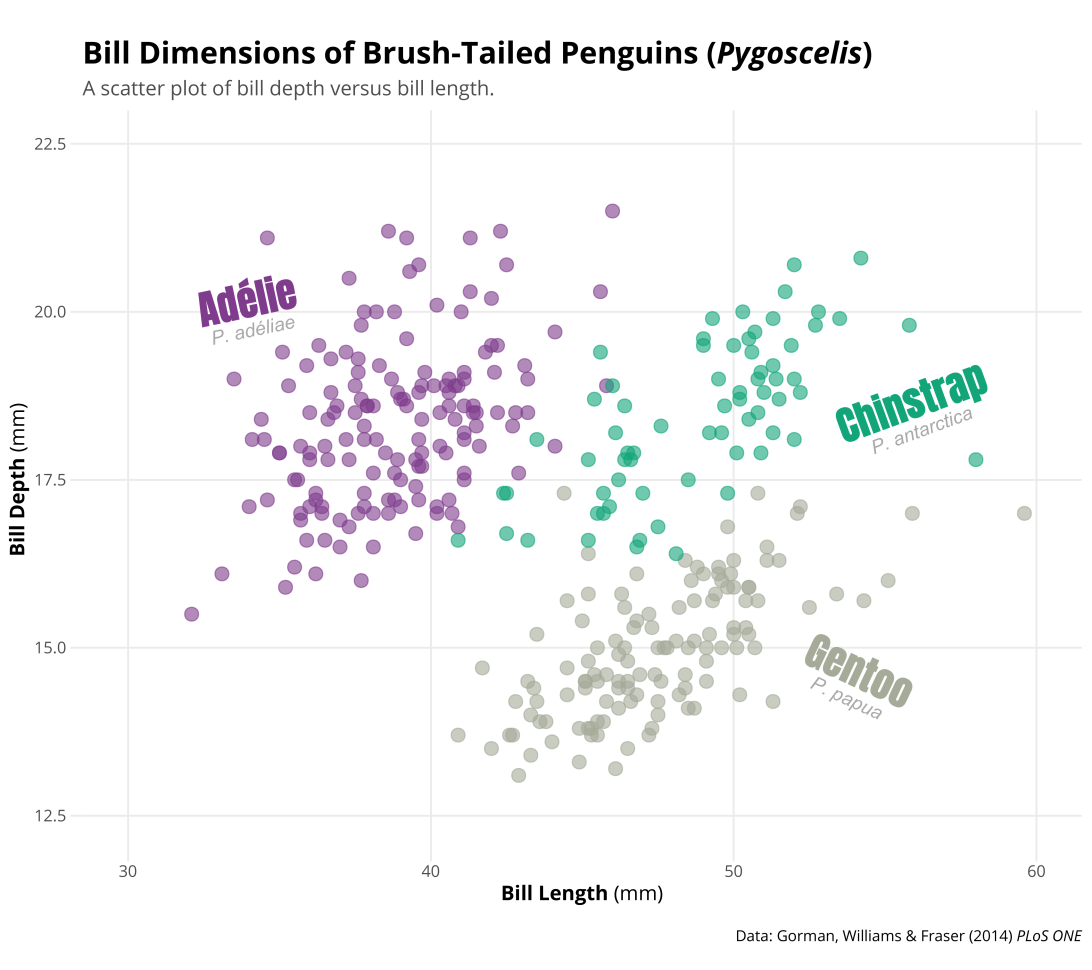 Bill Dimensions of Brush-Tailed Penguins (Pygoscelis)
A scatter plot of bill depth versus bill length.
22.5
20.0
17.5
15.0
12.5
Bill Depth (mm)
Adélie
P. adéliae
Chinstrap
P. antarctica
Gentoo
P. papua
30 40 50 60
Bill Length (mm)
Data: Gorman, Williams & Fraser (2014) PLoS ONE